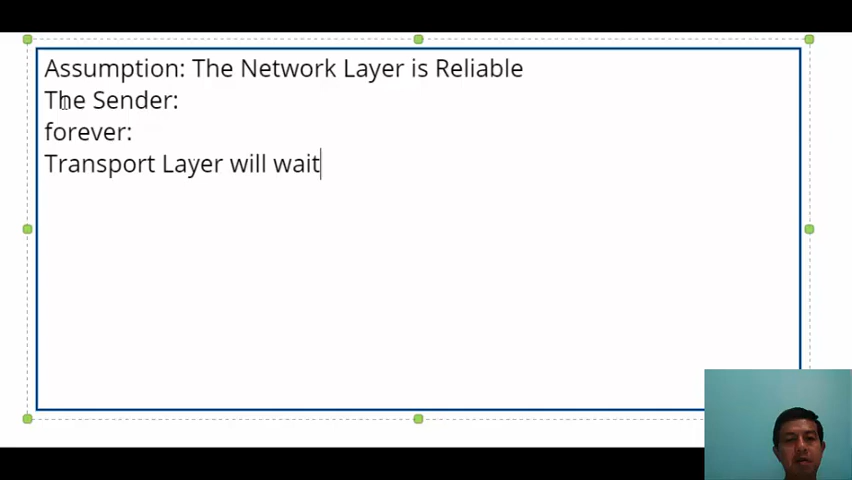 Assumption: The Network Layer is Reliable
The Sender:
forever:
Transport Layer will wait